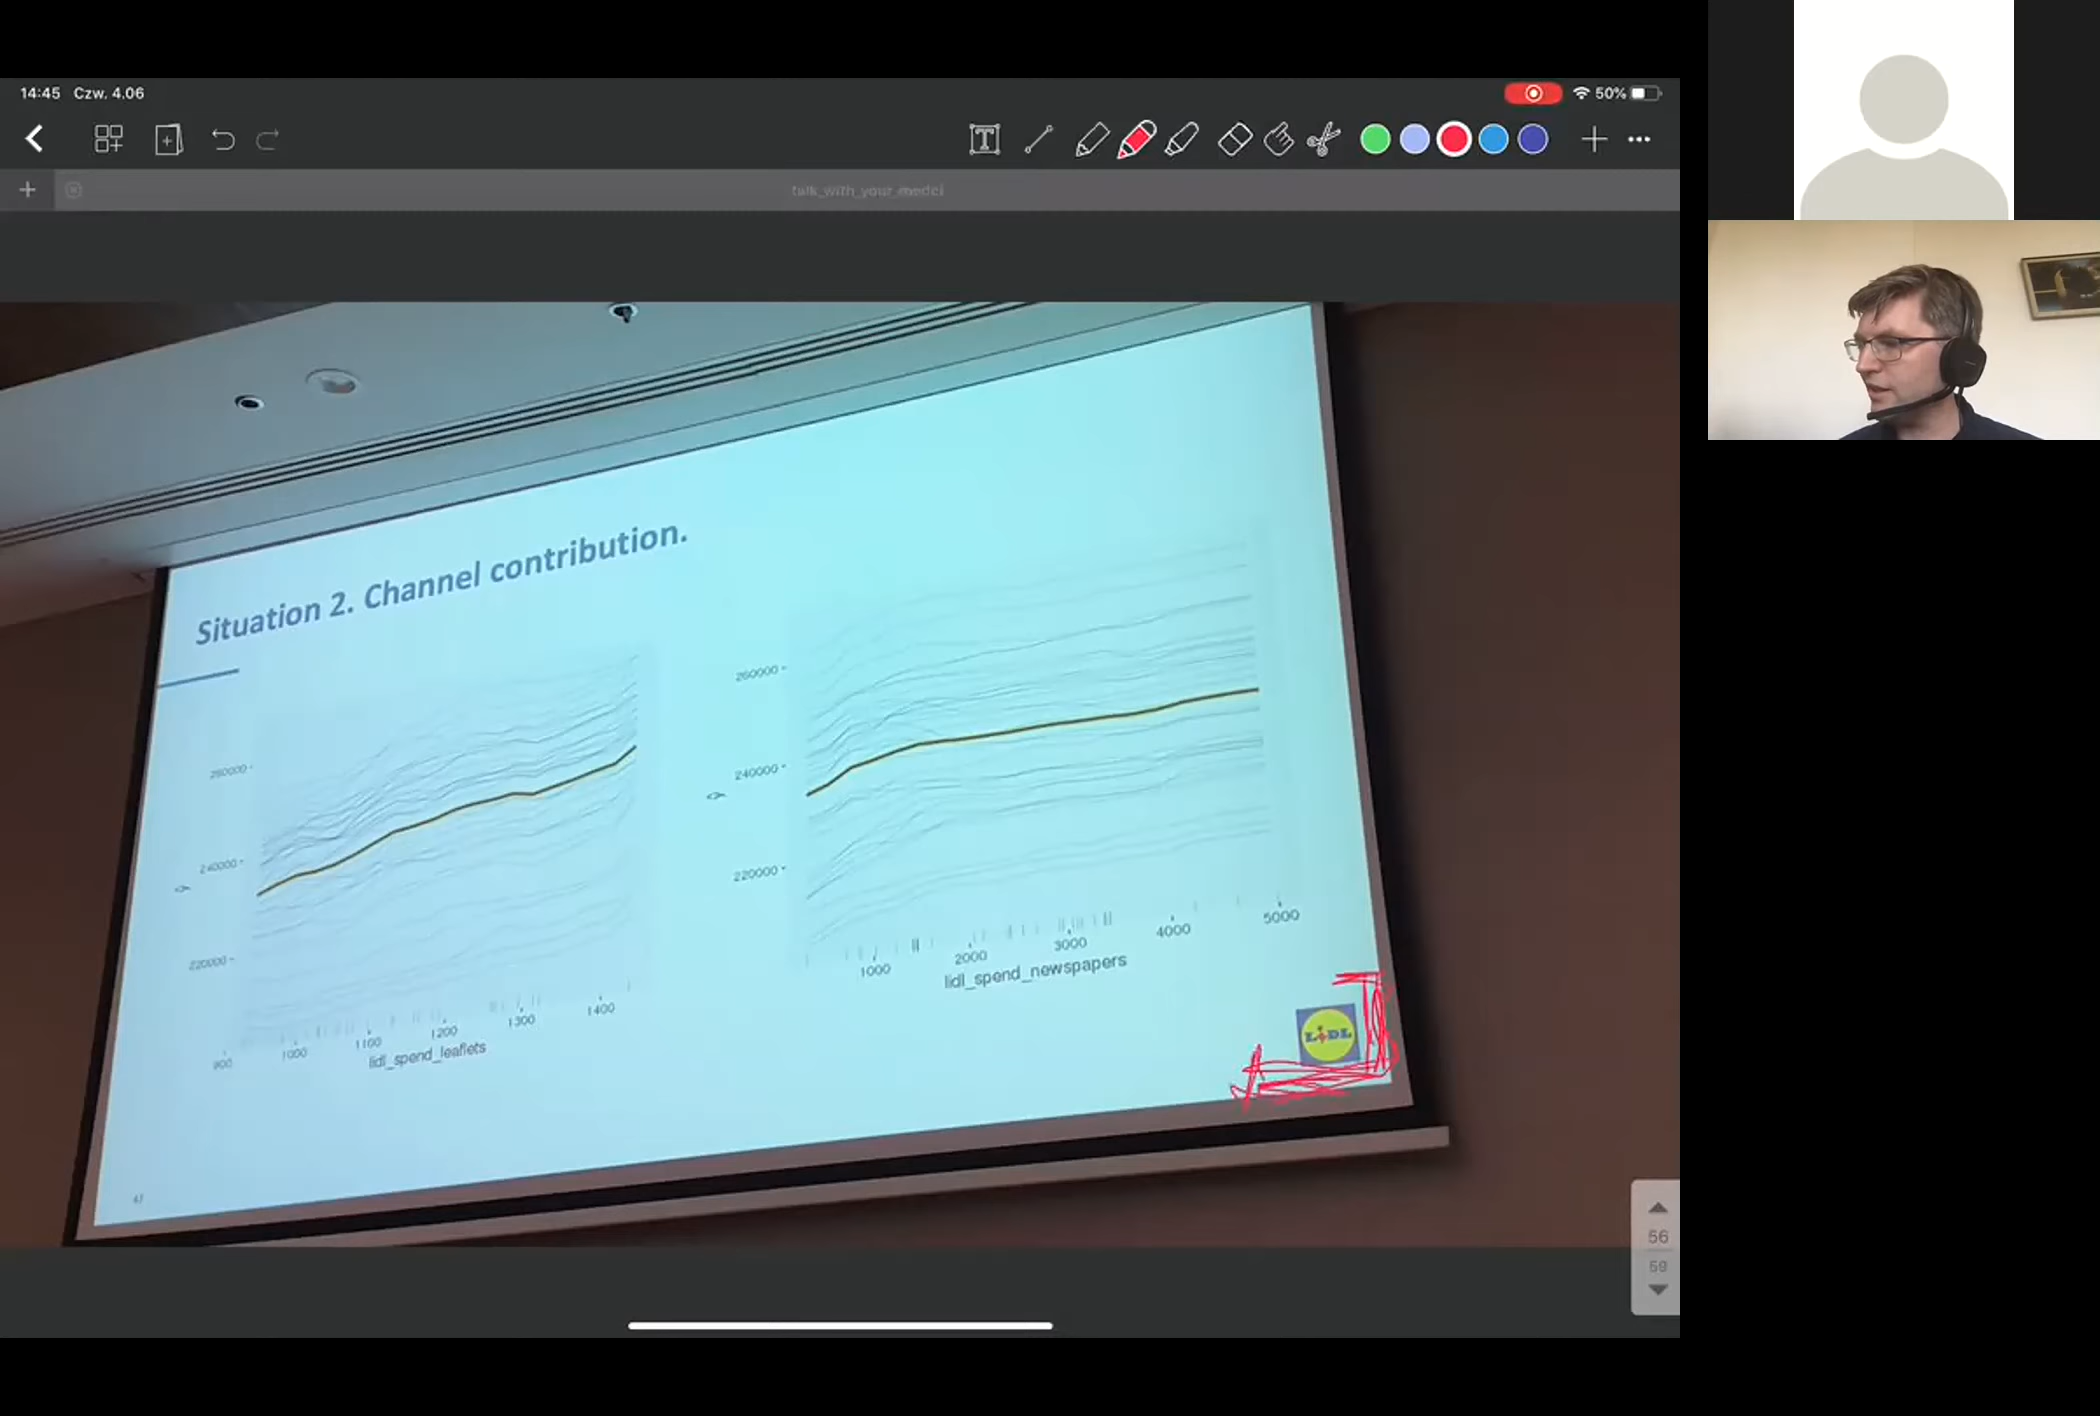 14:45 Czw. 4.06
50%
talk_with_your_model
Situation 2. Channel contribution.
260000
240000
ŷ
220000
900
1000
1100
1200
1300
1400
lidl_spend_leaflets
260000
240000
ŷ
220000
1000
2000
3000
4000
5000
lidl_spend_newspapers
LIDL
56
59